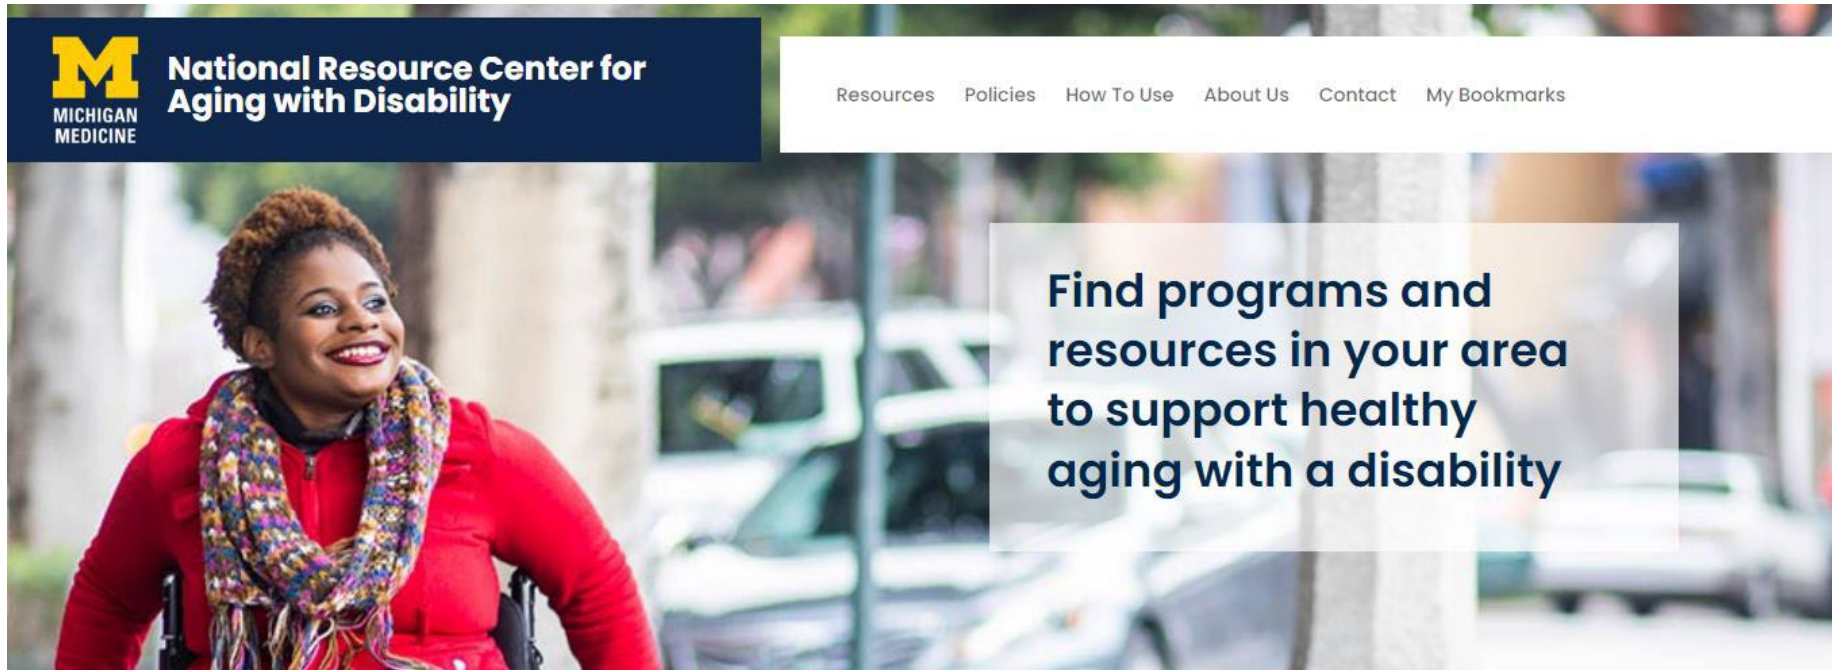 M
MICHIGAN
MEDICINE
National Resource Center for
Aging with Disability
Resources Policies How To Use About Us Contact My Bookmarks
Find programs and
resources in your area
to support healthy
aging with a disability